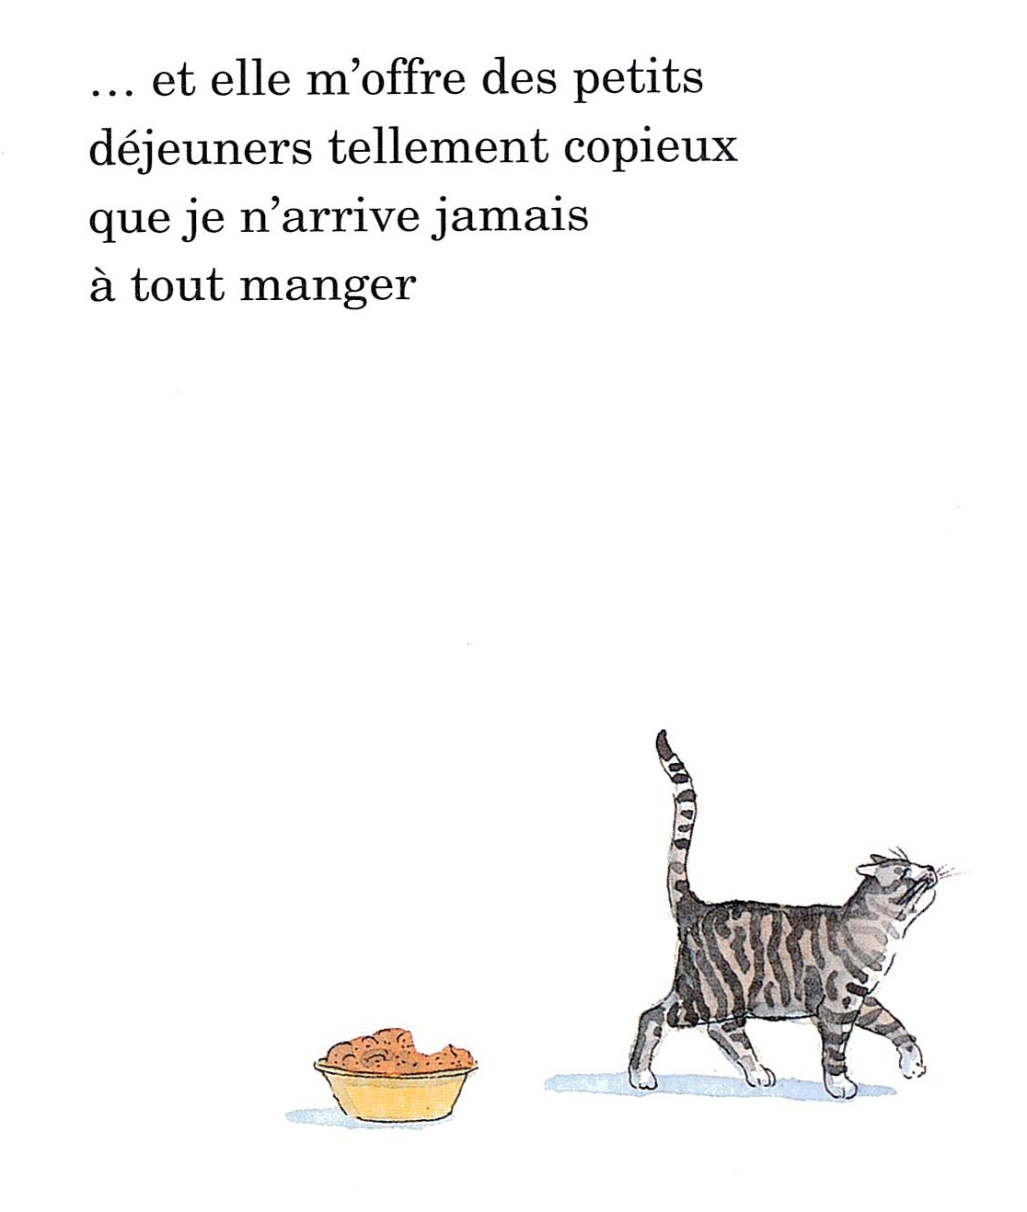 … et elle m’offre des petits
déjeuners tellement copieux
que je n’arrive jamais
à tout manger